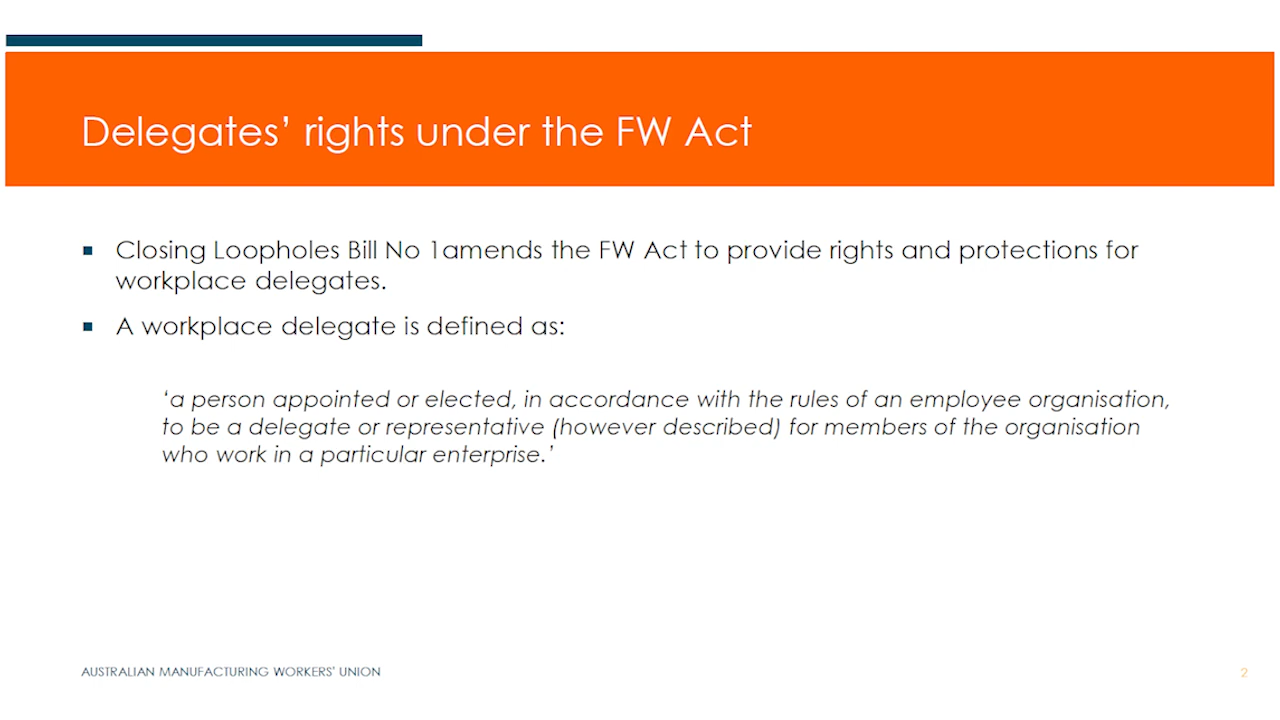 Delegates’ rights under the FW Act
▪ Closing Loopholes Bill No 1amends the FW Act to provide rights and protections for
workplace delegates.
▪ A workplace delegate is defined as:
‘a person appointed or elected, in accordance with the rules of an employee organisation,
to be a delegate or representative (however described) for members of the organisation
who work in a particular enterprise.’
AUSTRALIAN MANUFACTURING WORKERS’ UNION
2